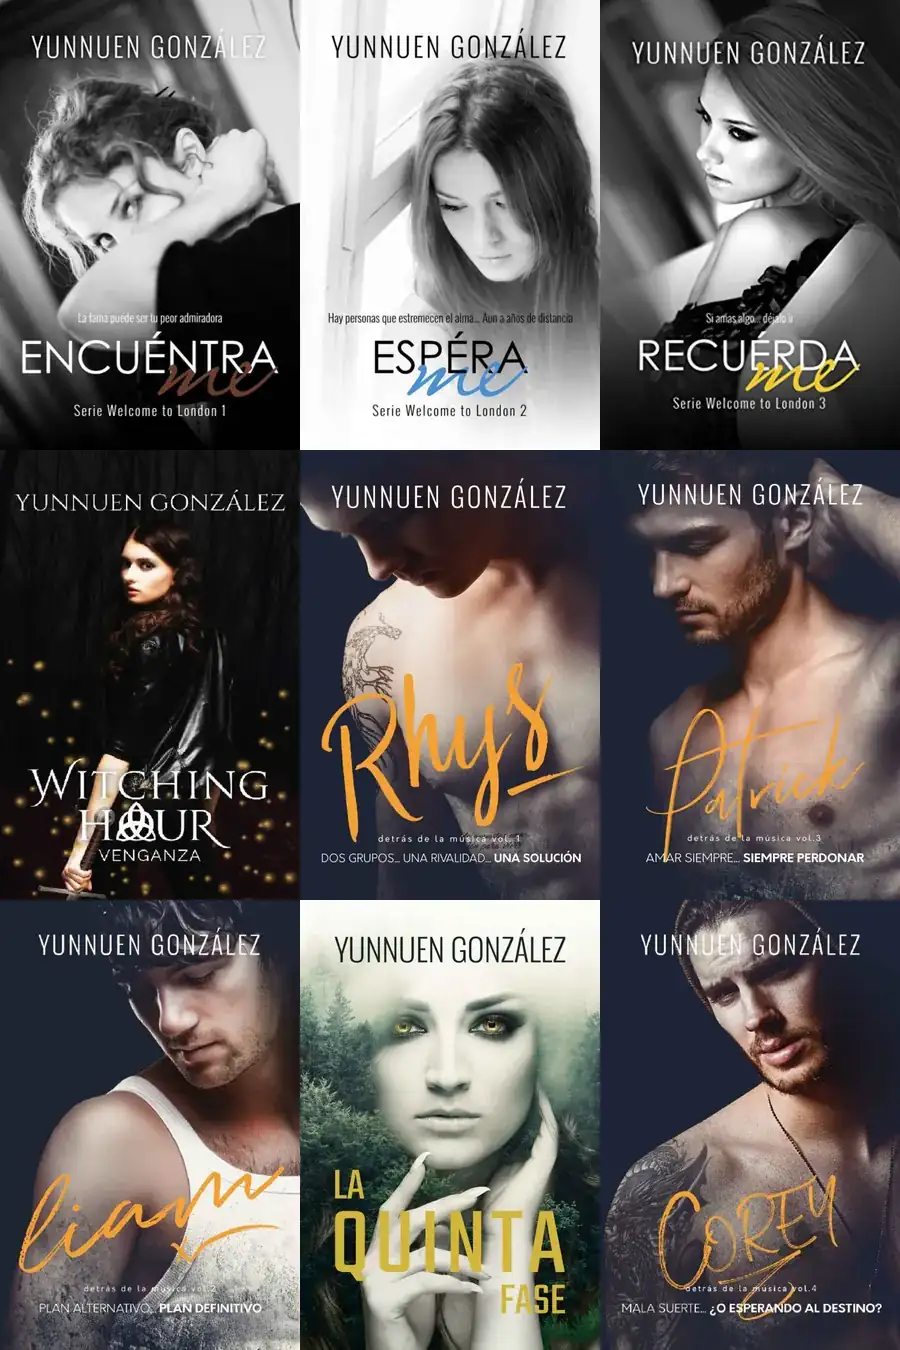 YUNNUEN GONZÁLEZ
La fama puede ser tu peor admiradora
ENCUÉNTRA
me
Serie Welcome to London 1
YUNNUEN GONZÁLEZ
Hay personas que estremecen el alma... Aun a años de distancia
ESPÉRA
me
Serie Welcome to London 2
YUNNUEN GONZÁLEZ
Si amas algo... déjalo ir
RECUÉRDA
me
Serie Welcome to London 3
YUNNUEN GONZÁLEZ
WITCHING
HOUR
VENGANZA
YUNNUEN GONZÁLEZ
Rhys
detrás de la música vol. 1
DOS GRUPOS... UNA RIVALIDAD... UNA SOLUCIÓN
YUNNUEN GONZÁLEZ
Patrick
detrás de la música vol.3
AMAR SIEMPRE... SIEMPRE PERDONAR
YUNNUEN GONZÁLEZ
liam
detrás de la música vol.2
PLAN ALTERNATIVO... PLAN DEFINITIVO
YUNNUEN GONZÁLEZ
LA
QUINTA
FASE
YUNNUEN GONZÁLEZ
COREY
detrás de la música vol.4
MALA SUERTE... ¿O ESPERANDO AL DESTINO?